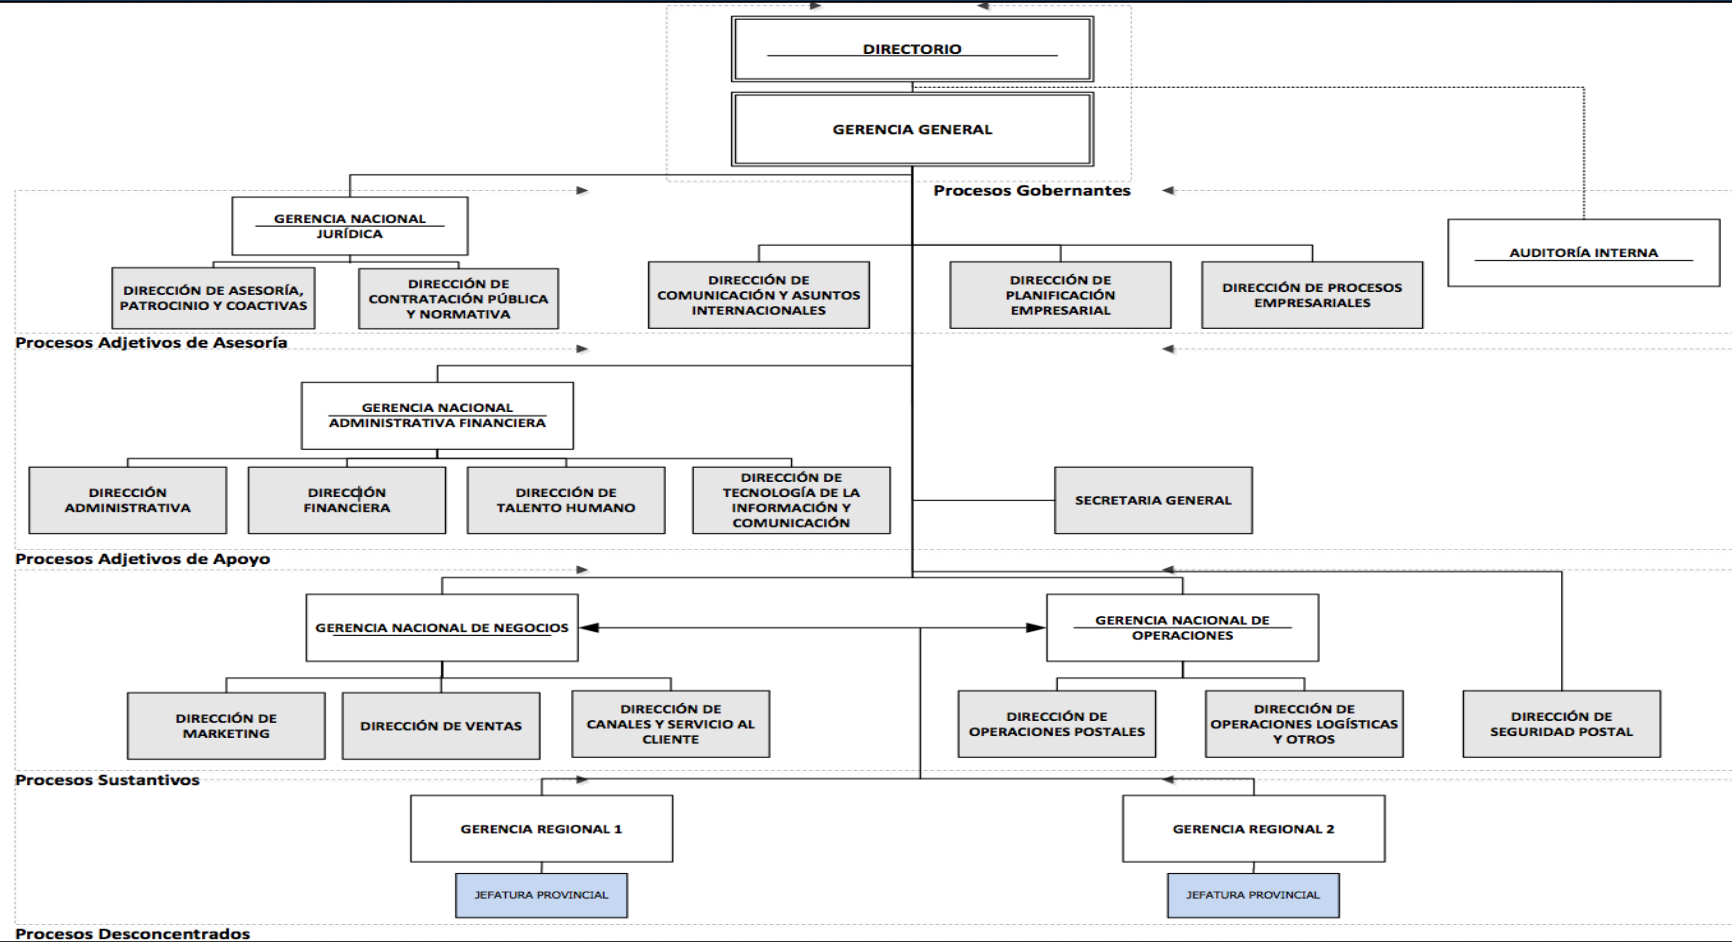 DIRECTORIO
GERENCIA GENERAL
Procesos Gobernantes
GERENCIA NACIONAL
JURÍDICA
AUDITORÍA INTERNA
DIRECCIÓN DE ASESORÍA,
PATROCINIO Y COACTIVAS
DIRECCIÓN DE
CONTRATACIÓN PÚBLICA
Y NORMATIVA
DIRECCIÓN DE
COMUNICACIÓN Y ASUNTOS
INTERNACIONALES
DIRECCIÓN DE
PLANIFICACIÓN
EMPRESARIAL
DIRECCIÓN DE PROCESOS
EMPRESARIALES
Procesos Adjetivos de Asesoría
GERENCIA NACIONAL
ADMINISTRATIVA FINANCIERA
DIRECCIÓN
ADMINISTRATIVA
DIRECCIÓN
FINANCIERA
DIRECCIÓN DE
TALENTO HUMANO
DIRECCIÓN DE
TECNOLOGÍA DE LA
INFORMACIÓN Y
COMUNICACIÓN
SECRETARIA GENERAL
Procesos Adjetivos de Apoyo
GERENCIA NACIONAL DE NEGOCIOS
GERENCIA NACIONAL DE
OPERACIONES
DIRECCIÓN DE
MARKETING
DIRECCIÓN DE VENTAS
DIRECCIÓN DE
CANALES Y SERVICIO AL
CLIENTE
DIRECCIÓN DE
OPERACIONES POSTALES
DIRECCIÓN DE
OPERACIONES LOGÍSTICAS
Y OTROS
DIRECCIÓN DE
SEGURIDAD POSTAL
Procesos Sustantivos
GERENCIA REGIONAL 1
GERENCIA REGIONAL 2
JEFATURA PROVINCIAL
JEFATURA PROVINCIAL
Procesos Desconcentrados